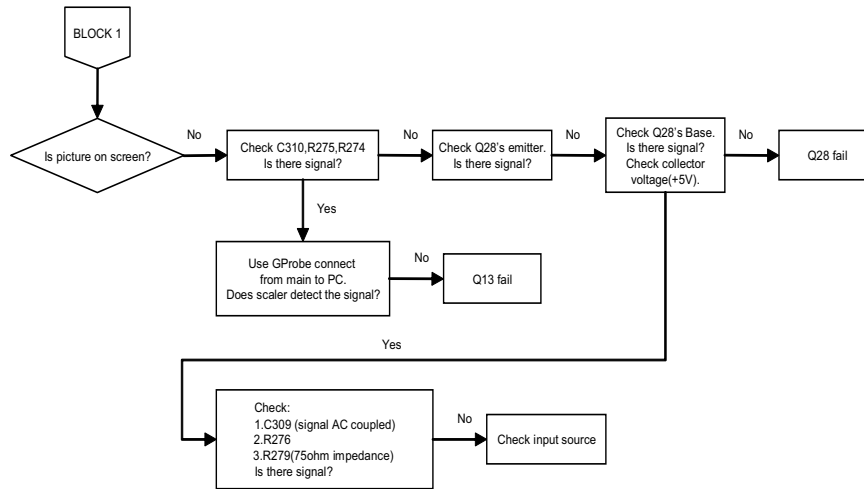 BLOCK 1
Is picture on screen?
No
Check C310,R275,R274
Is there signal?
No
Check Q28's emitter.
Is there signal?
No
Check Q28's Base.
Is there signal?
Check collector
voltage(+5V).
No
Q28 fail
Yes
Use GProbe connect
from main to PC.
Does scaler detect the signal?
No
Q13 fail
Yes
Check:
1.C309 (signal AC coupled)
2.R276
3.R279(75ohm impedance)
Is there signal?
No
Check input source